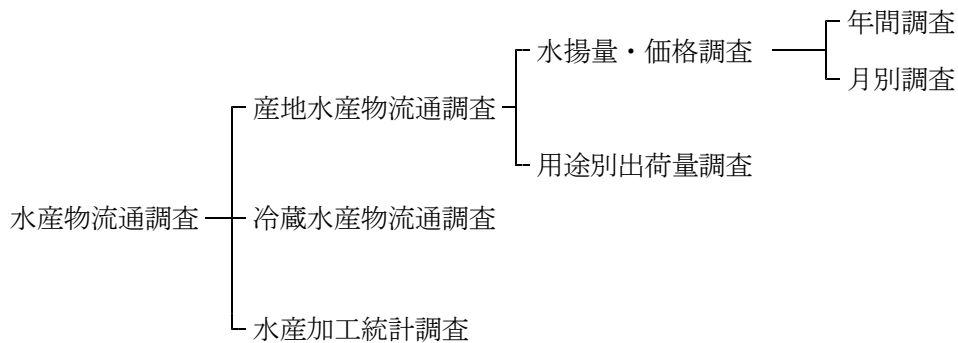 年間調査
水揚量・価格調査
月別調査
産地水産物流通調査
用途別出荷量調査
水産物流通調査
冷蔵水産物流通調査
水産加工統計調査